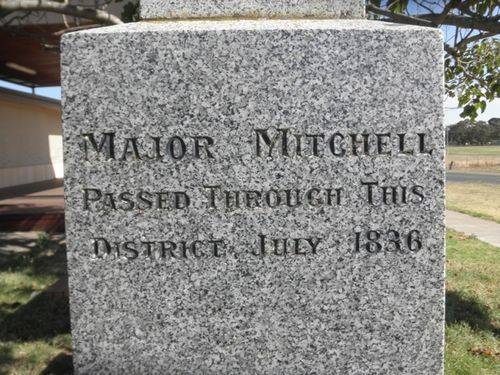 Major Mitchell
Passed Through This
District July 1836